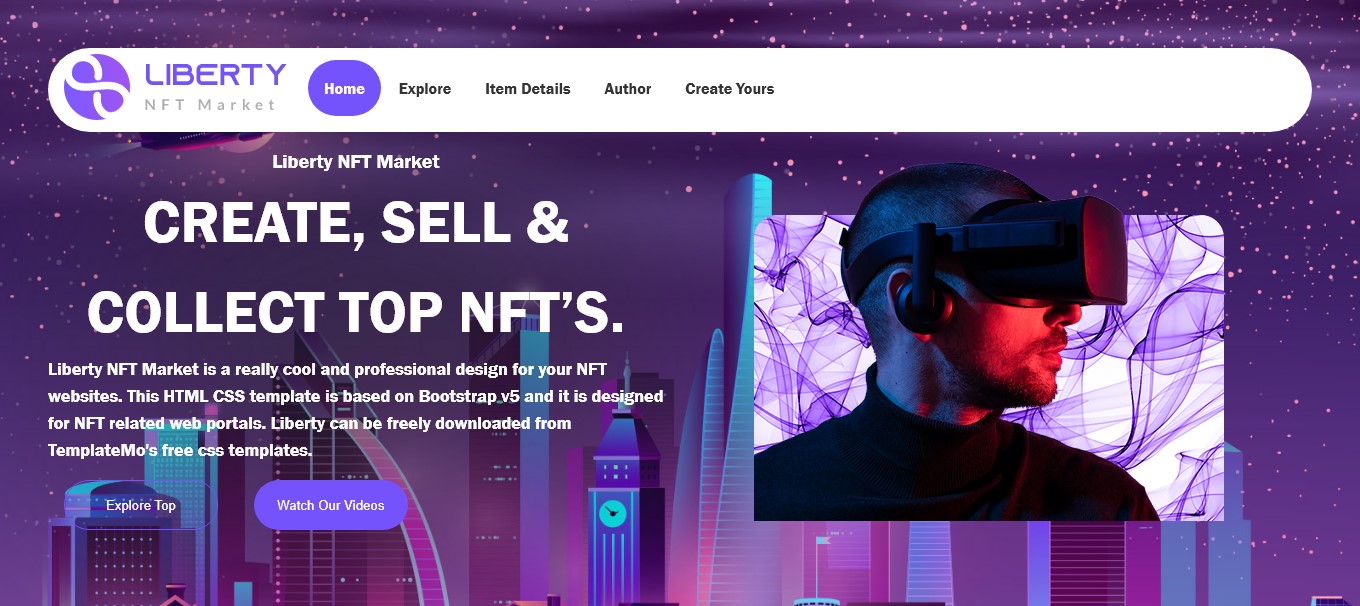 LIBERTY
NFT Market
Home Explore Item Details Author Create Yours
Liberty NFT Market
CREATE, SELL &
COLLECT TOP NFT’S.
Liberty NFT Market is a really cool and professional design for your NFT
websites. This HTML CSS template is based on Bootstrap v5 and it is designed
for NFT related web portals. Liberty can be freely downloaded from
TemplateMo's free css templates.
Explore Top Watch Our Videos